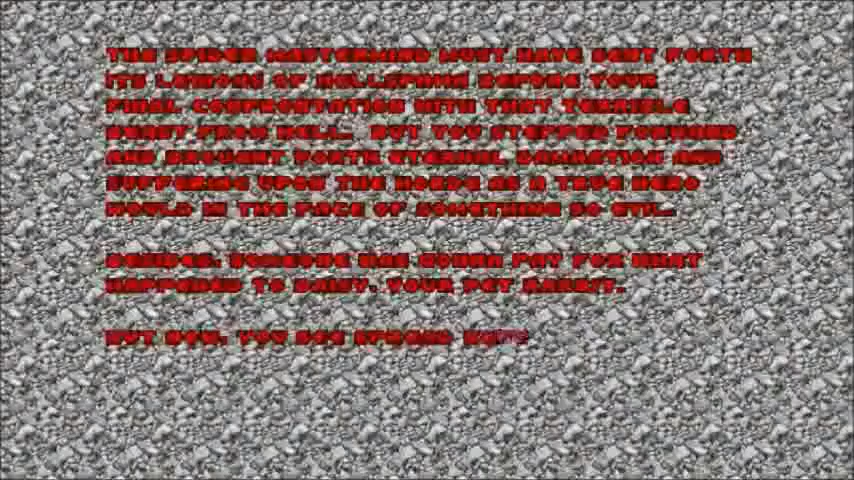 THE SPIDER MASTERMIND MUST HAVE SENT FORTH
ITS LEGIONS OF HELLSPAWN BEFORE YOUR
FINAL CONFRONTATION WITH THAT TERRIBLE
BEAST FROM HELL. BUT YOU STEPPED FORWARD
AND BROUGHT FORTH ETERNAL DAMNATION AND
SUFFERING UPON THE HORDE AS A TRUE HERO
WOULD IN THE FACE OF SOMETHING SO EVIL.
BESIDES, SOMEONE WAS GONNA PAY FOR WHAT
HAPPENED TO DAISY, YOUR PET RABBIT.
BUT NOW, YOU SEE SPREAD